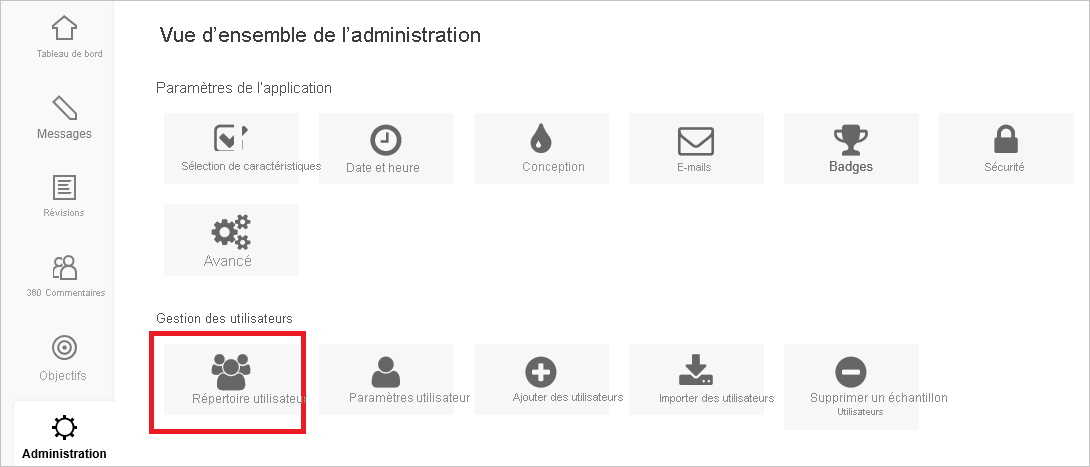 Tableau de bord
Messages
Révisions
360 Commentaires
Objectifs
Administration
Vue d’ensemble de l’administration
Paramètres de l'application
Sélection de caractéristiques
Date et heure
Conception
E-mails
Badges
Sécurité
Avancé
Gestion des utilisateurs
Répertoire utilisateur
Paramètres utilisateur
Ajouter des utilisateurs
Importer des utilisateurs
Supprimer un échantillon
Utilisateurs